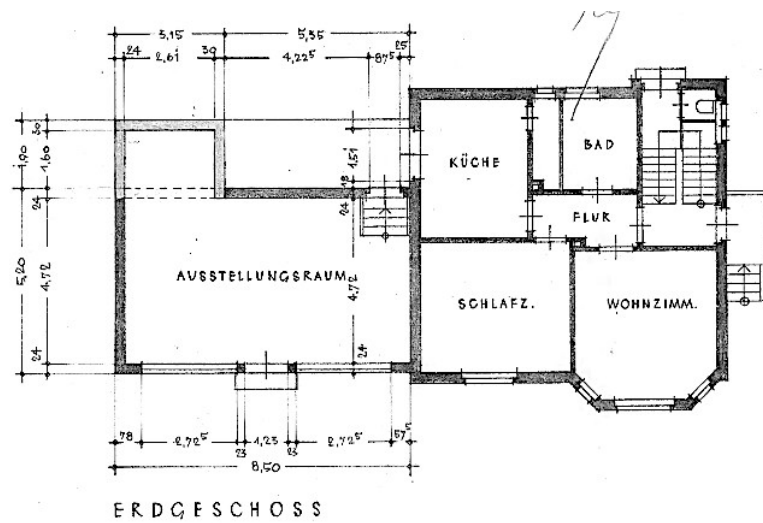 3,15 5,35
24 2,61 30 4,22⁵ 87⁵ 25
1,90 30 1,60 1,51 18
KÜCHE
BAD
FLUR
24 24
5,20 4,72 4,72
AUSSTELLUNGSRAUM
SCHLAFZ. WOHNZIMM.
24 24
78 2,72⁵ 23 1,23 23 2,72⁵ 57⁵
8,50
ERDGESCHOSS